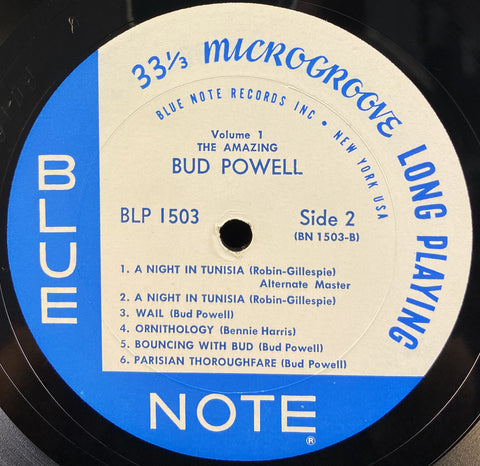 33⅓ MICROGROOVE LONG PLAYING
BLUE NOTE RECORDS INC • NEW YORK USA
Volume 1
THE AMAZING
BUD POWELL
BLP 1503
Side 2
(BN 1503-B)
1. A NIGHT IN TUNISIA (Robin-Gillespie)
Alternate Master
2. A NIGHT IN TUNISIA (Robin-Gillespie)
3. WAIL (Bud Powell)
4. ORNITHOLOGY (Bennie Harris)
5. BOUNCING WITH BUD (Bud Powell)
6. PARISIAN THOROUGHFARE (Bud Powell)
BLUE
NOTE
®